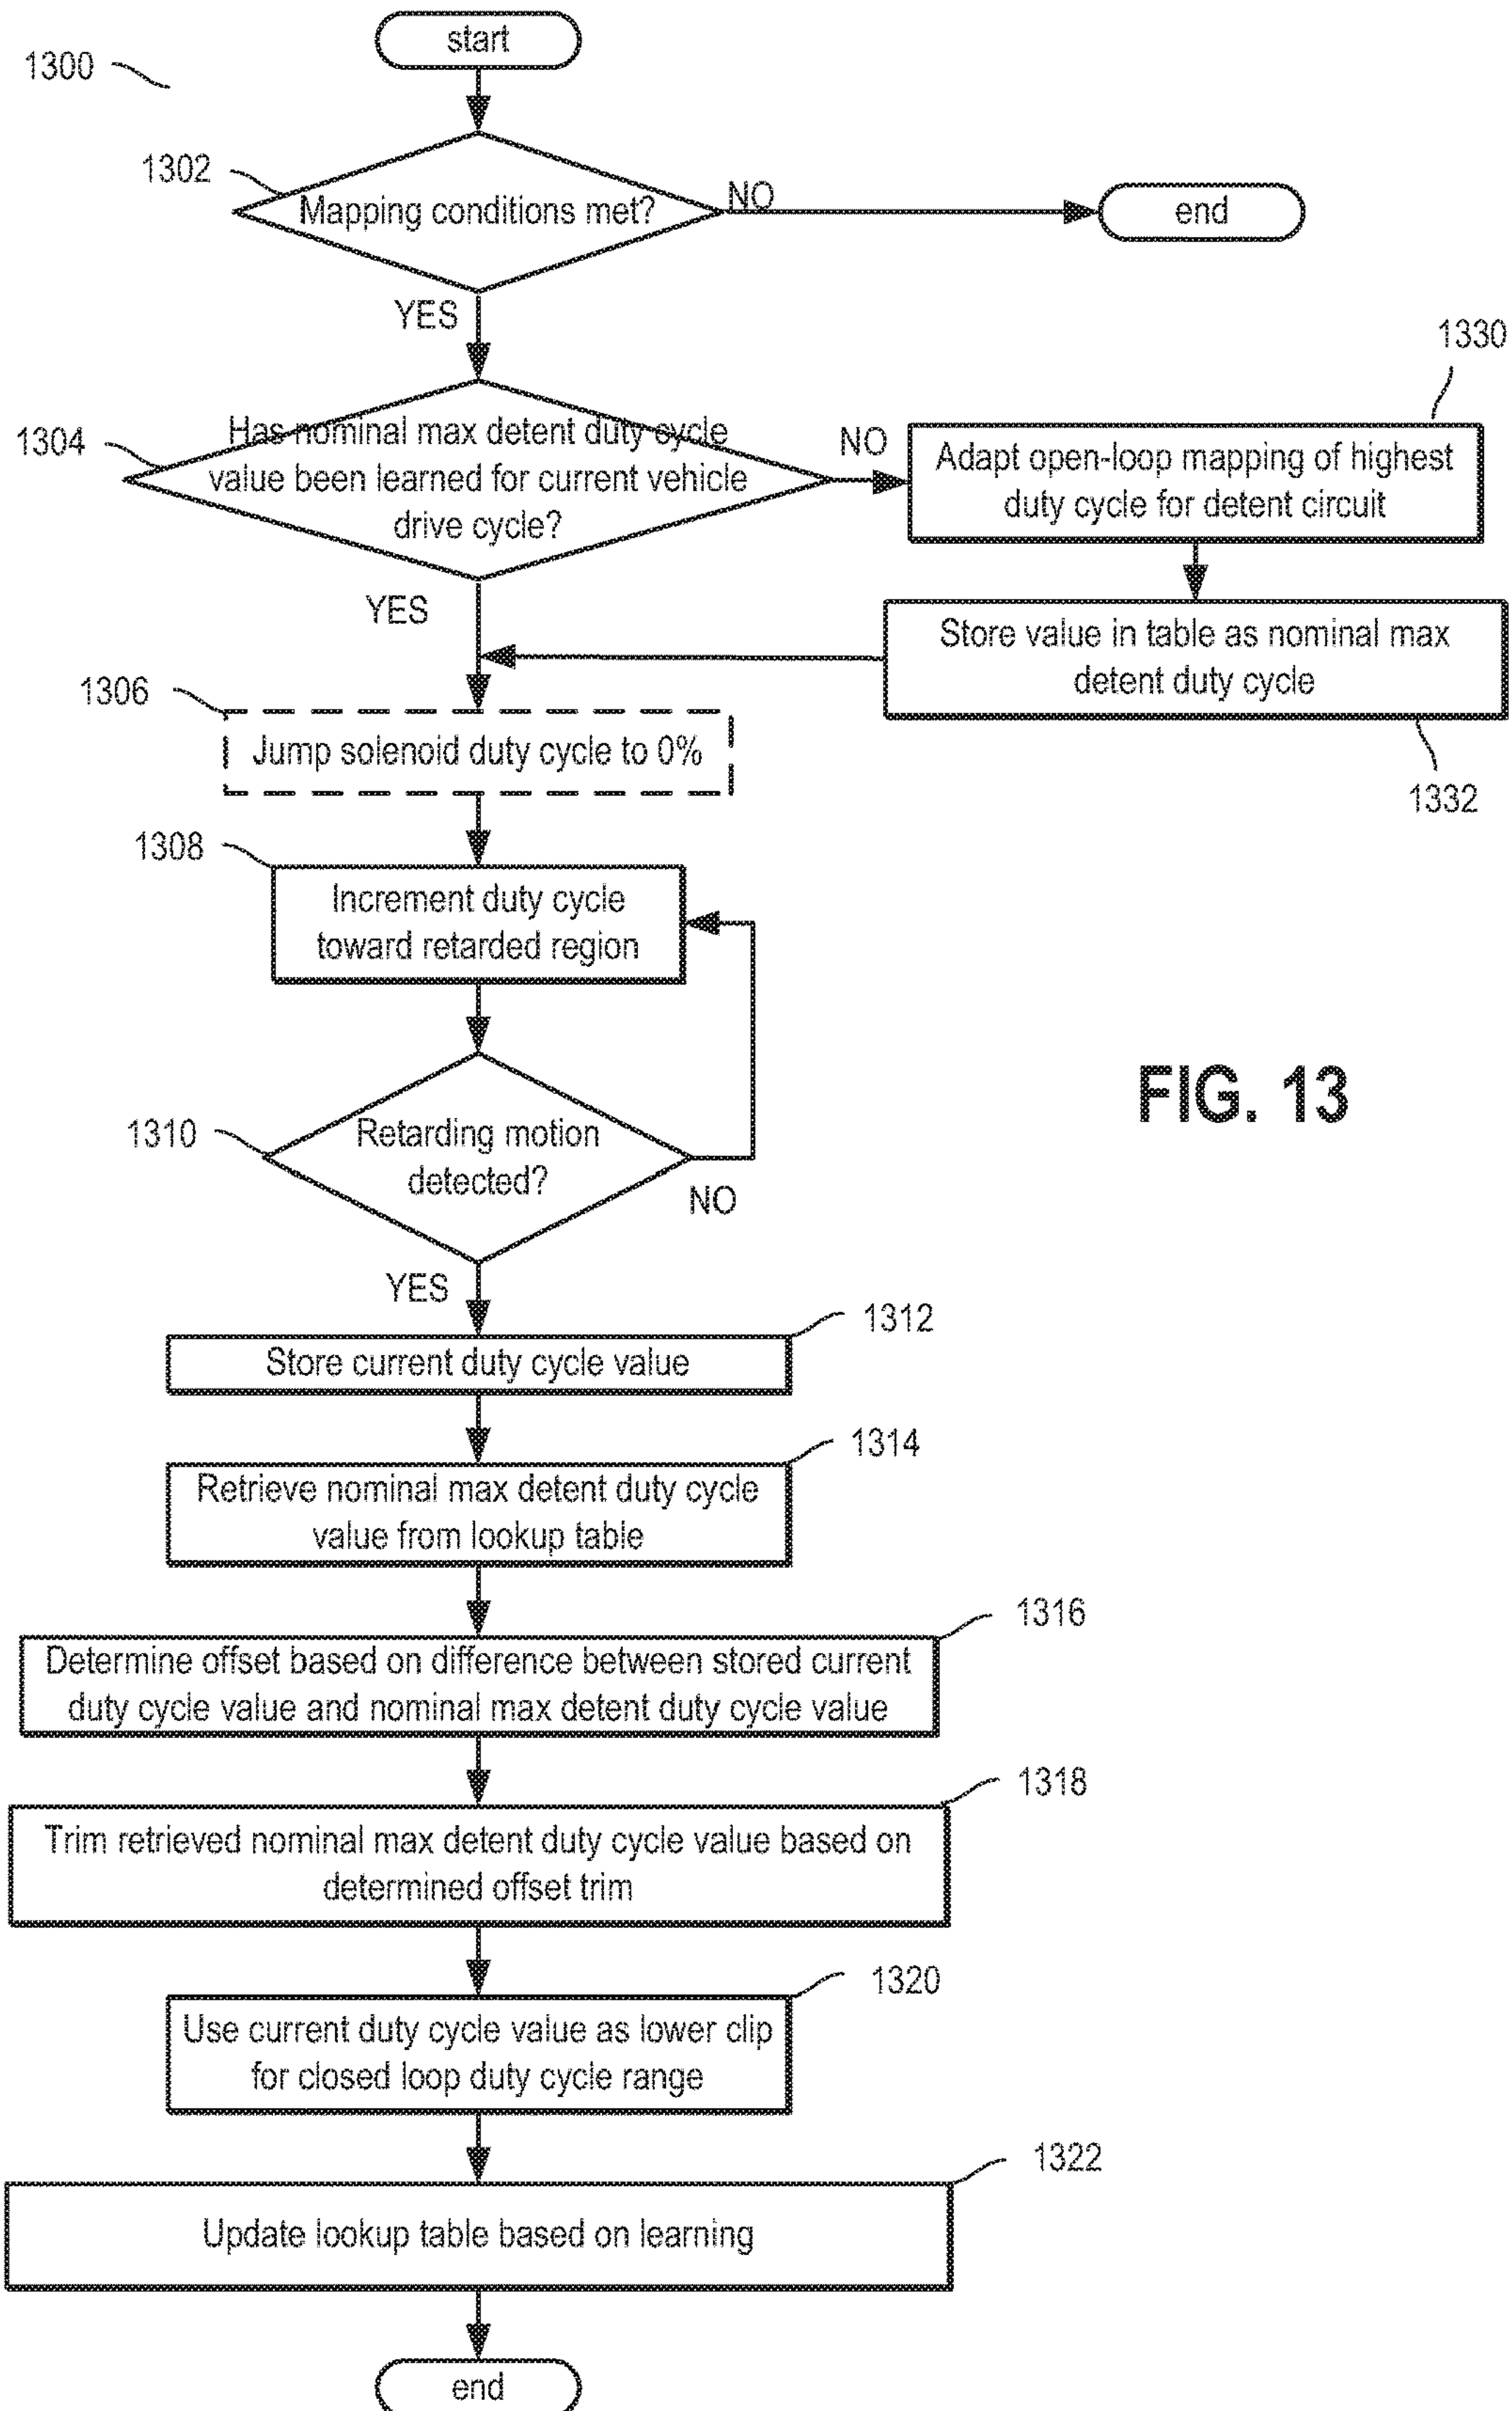 start
1300
1302
Mapping conditions met?
NO
end
YES
1330
1304
Has nominal max detent duty cycle
value been learned for current vehicle
drive cycle?
NO
Adapt open-loop mapping of highest
duty cycle for detent circuit
YES
Store value in table as nominal max
detent duty cycle
1332
1306
Jump solenoid duty cycle to 0%
1308
Increment duty cycle
toward retarded region
FIG. 13
1310
Retarding motion
detected?
NO
YES
1312
Store current duty cycle value
1314
Retrieve nominal max detent duty cycle
value from lookup table
1316
Determine offset based on difference between stored current
duty cycle value and nominal max detent duty cycle value
1318
Trim retrieved nominal max detent duty cycle value based on
determined offset trim
1320
Use current duty cycle value as lower clip
for closed loop duty cycle range
1322
Update lookup table based on learning
end